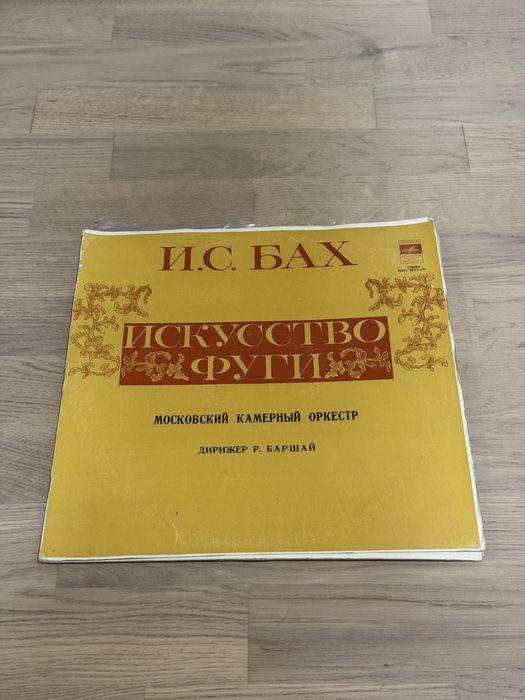 И.С. БАХ
ИСКУССТВО
ФУГИ
МОСКОВСКИЙ КАМЕРНЫЙ ОРКЕСТР
ДИРИЖЕР Р. БАРШАЙ